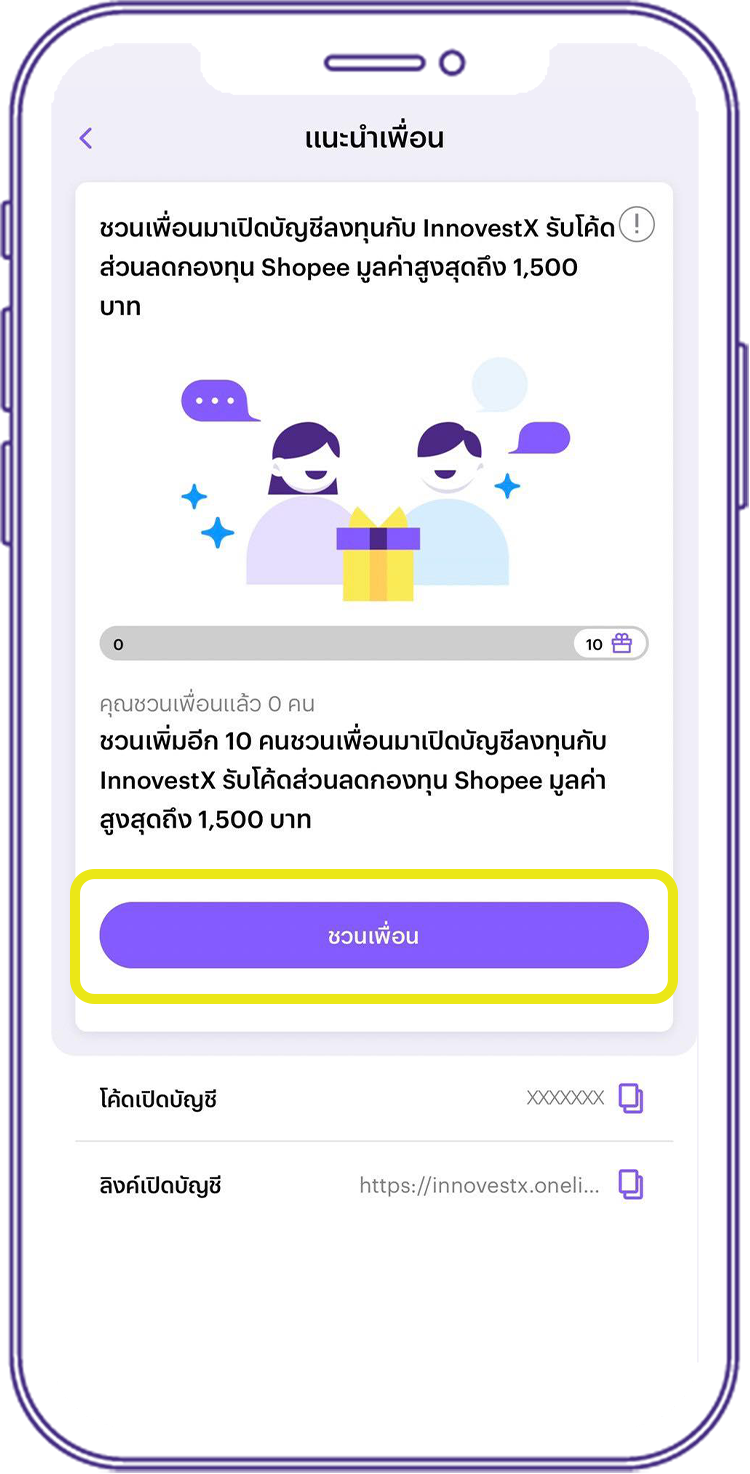 แนะนำเพื่อน
ชวนเพื่อนมาเปิดบัญชีลงทุนกับ InnovestX รับโค้ด
ส่วนลดกองทุน Shopee มูลค่าสูงสุดถึง 1,500
บาท
0
10
คุณชวนเพื่อนแล้ว 0 คน
ชวนเพิ่มอีก 10 คนชวนเพื่อนมาเปิดบัญชีลงทุนกับ
InnovestX รับโค้ดส่วนลดกองทุน Shopee มูลค่า
สูงสุดถึง 1,500 บาท
ชวนเพื่อน
โค้ดเปิดบัญชี XXXXXXX
ลิงค์เปิดบัญชี https://innovestx.oneli...